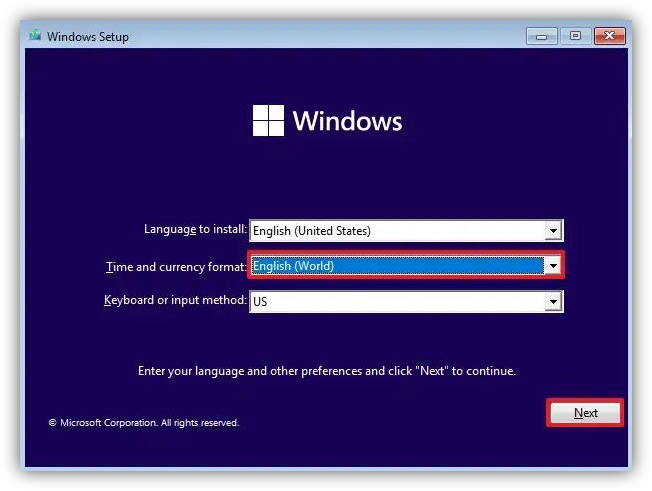 Windows Setup
Windows
Language to install: English (United States)
Time and currency format: English (World)
Keyboard or input method: US
Enter your language and other preferences and click "Next" to continue.
Next
© Microsoft Corporation. All rights reserved.